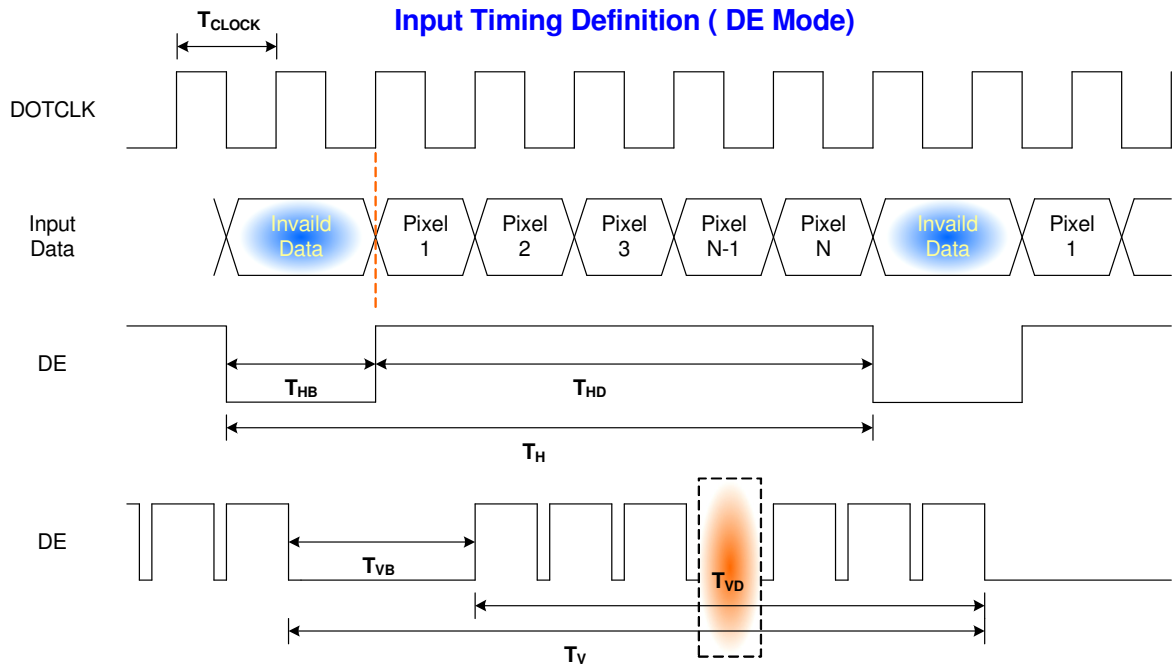 Input Timing Definition ( DE Mode)
TCLOCK
DOTCLK
Input
Data
Invaild
Data
Pixel
1
Pixel
2
Pixel
3
Pixel
N-1
Pixel
N
Invaild
Data
Pixel
1
DE
THB
THD
TH
DE
TVB
TVD
TV